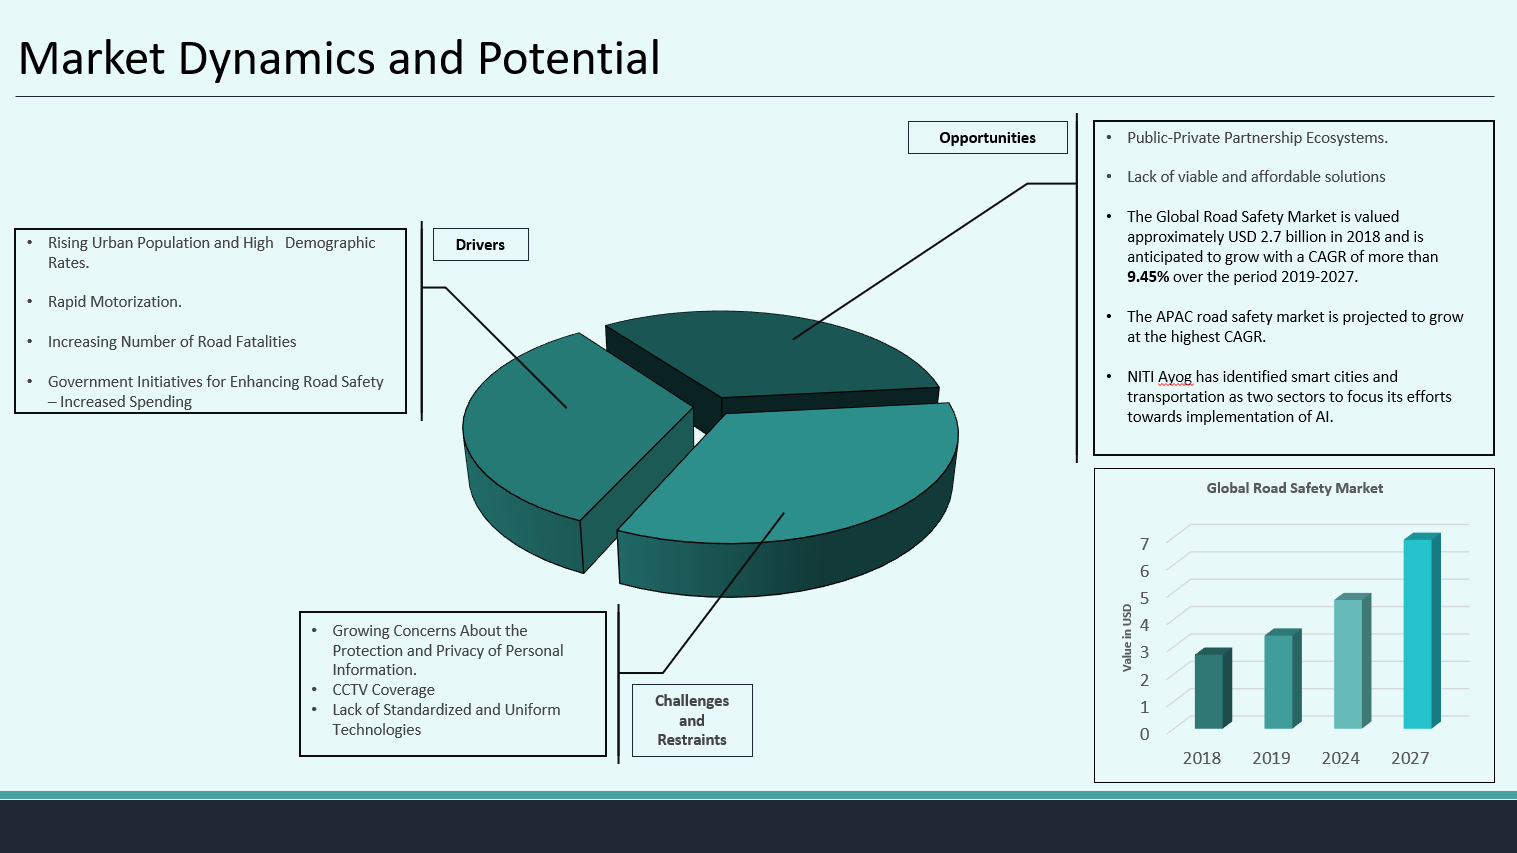 Market Dynamics and Potential
Opportunities
• Public-Private Partnership Ecosystems.
• Lack of viable and affordable solutions
• The Global Road Safety Market is valued
approximately USD 2.7 billion in 2018 and is
anticipated to grow with a CAGR of more than
9.45% over the period 2019-2027.
• The APAC road safety market is projected to grow
at the highest CAGR.
• NITI Ayog has identified smart cities and
transportation as two sectors to focus its efforts
towards implementation of AI.
Drivers
• Rising Urban Population and High Demographic
Rates.
• Rapid Motorization.
• Increasing Number of Road Fatalities
• Government Initiatives for Enhancing Road Safety
– Increased Spending
• Growing Concerns About the
Protection and Privacy of Personal
Information.
• CCTV Coverage
• Lack of Standardized and Uniform
Technologies
Challenges
and
Restraints
Global Road Safety Market
Value in USD
7
6
5
4
3
2
1
0
2018 2019 2024 2027